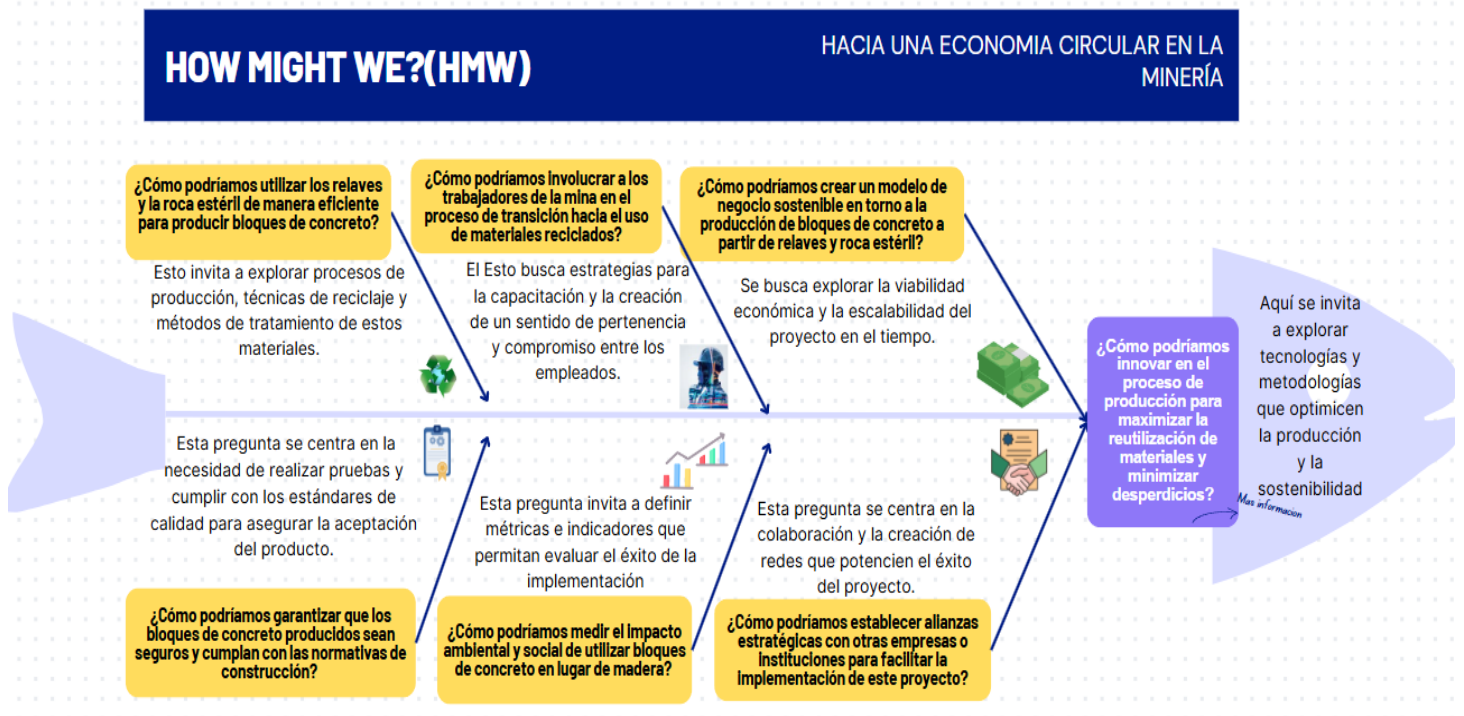 HOW MIGHT WE?(HMW)
HACIA UNA ECONOMIA CIRCULAR EN LA
MINERÍA
¿Cómo podríamos utilizar los relaves
y la roca estéril de manera eficiente
para producir bloques de concreto?
Esto invita a explorar procesos de
producción, técnicas de reciclaje y
métodos de tratamiento de estos
materiales.
¿Cómo podríamos involucrar a los
trabajadores de la mina en el
proceso de transición hacia el uso
de materiales reciclados?
El Esto busca estrategias para
la capacitación y la creación
de un sentido de pertenencia
y compromiso entre los
empleados.
¿Cómo podríamos crear un modelo de
negocio sostenible en torno a la
producción de bloques de concreto a
partir de relaves y roca estéril?
Se busca explorar la viabilidad
económica y la escalabilidad del
proyecto en el tiempo.
¿Cómo podríamos
innovar en el
proceso de
producción para
maximizar la
reutilización de
materiales y
minimizar
desperdicios?
Aquí se invita
a explorar
tecnologías y
metodologías
que optimicen
la producción
y la
sostenibilidad
Mas informacion
Esta pregunta se centra en la
necesidad de realizar pruebas y
cumplir con los estándares de
calidad para asegurar la aceptación
del producto.
¿Cómo podríamos garantizar que los
bloques de concreto producidos sean
seguros y cumplan con las normativas de
construcción?
Esta pregunta invita a definir
métricas e indicadores que
permitan evaluar el éxito de la
implementación
¿Cómo podríamos medir el impacto
ambiental y social de utilizar bloques
de concreto en lugar de madera?
Esta pregunta se centra en la
colaboración y la creación de
redes que potencien el éxito
del proyecto.
¿Cómo podríamos establecer alianzas
estratégicas con otras empresas o
instituciones para facilitar la
implementación de este proyecto?